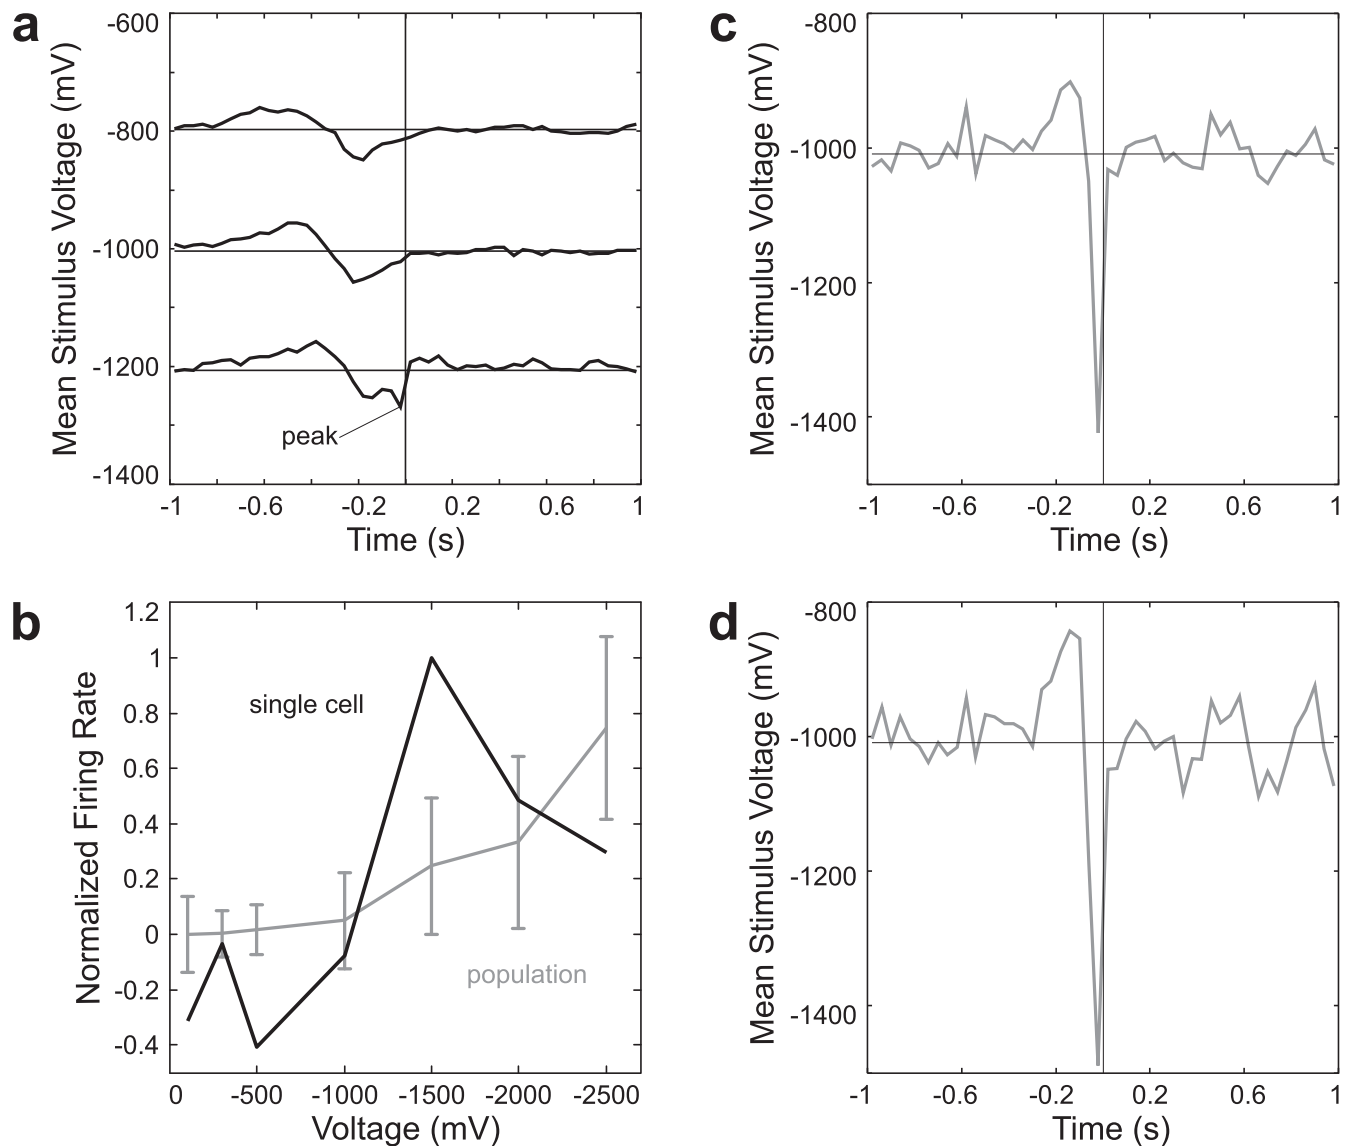 a
Mean Stimulus Voltage (mV)
-600
-800
-1000
-1200
-1400
peak
-1 -0.6 -0.2 0.2 0.6 1
Time (s)
c
Mean Stimulus Voltage (mV)
-800
-1000
-1200
-1400
-1 -0.6 -0.2 0.2 0.6 1
Time (s)
b
Normalized Firing Rate
1.2
1
0.8
0.6
0.4
0.2
0
-0.2
-0.4
single cell
population
0 -500 -1000 -1500 -2000 -2500
Voltage (mV)
d
Mean Stimulus Voltage (mV)
-800
-1000
-1200
-1400
-1 -0.6 -0.2 0.2 0.6 1
Time (s)